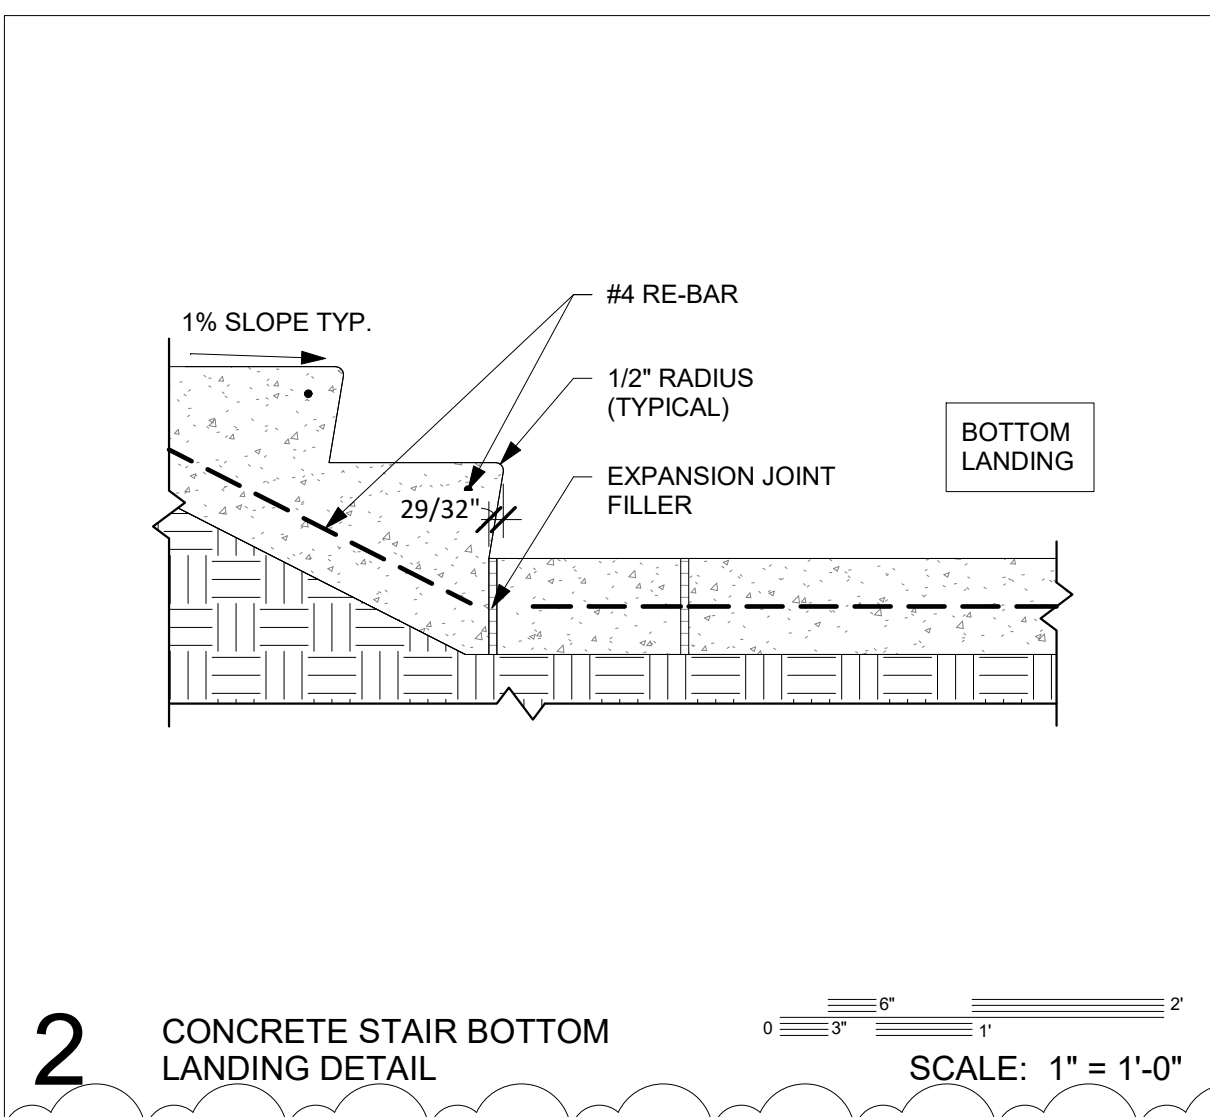 #4 RE-BAR
1% SLOPE TYP.
1/2" RADIUS
(TYPICAL)
BOTTOM
LANDING
EXPANSION JOINT
FILLER
29/32"
2
CONCRETE STAIR BOTTOM
LANDING DETAIL
6"
2'
0
3"
1'
SCALE: 1" = 1'-0"